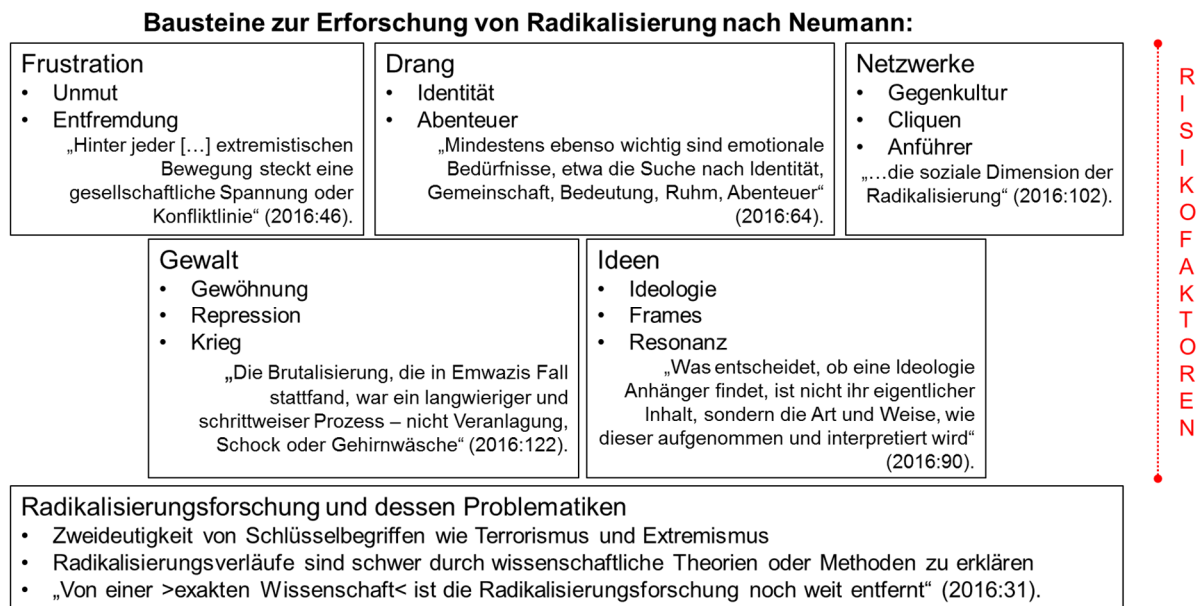 Bausteine zur Erforschung von Radikalisierung nach Neumann:
Frustration
• Unmut
• Entfremdung
„Hinter jeder […] extremistischen
Bewegung steckt eine
gesellschaftliche Spannung oder
Konfliktlinie“ (2016:46).
Drang
• Identität
• Abenteuer
„Mindestens ebenso wichtig sind emotionale
Bedürfnisse, etwa die Suche nach Identität,
Gemeinschaft, Bedeutung, Ruhm, Abenteuer“
(2016:64).
Netzwerke
• Gegenkultur
• Cliquen
• Anführer
„…die soziale Dimension der
Radikalisierung“ (2016:102).
Gewalt
• Gewöhnung
• Repression
• Krieg
„Die Brutalisierung, die in Emwazis Fall
stattfand, war ein langwieriger und
schrittweiser Prozess – nicht Veranlagung,
Schock oder Gehirnwäsche“ (2016:122).
Ideen
• Ideologie
• Frames
• Resonanz
„Was entscheidet, ob eine Ideologie
Anhänger findet, ist nicht ihr eigentlicher
Inhalt, sondern die Art und Weise, wie
dieser aufgenommen und interpretiert wird“
(2016:90).
RISIKOFAKTOREN
Radikalisierungsforschung und dessen Problematiken
• Zweideutigkeit von Schlüsselbegriffen wie Terrorismus und Extremismus
• Radikalisierungsverläufe sind schwer durch wissenschaftliche Theorien oder Methoden zu erklären
• „Von einer >exakten Wissenschaft< ist die Radikalisierungsforschung noch weit entfernt“ (2016:31).